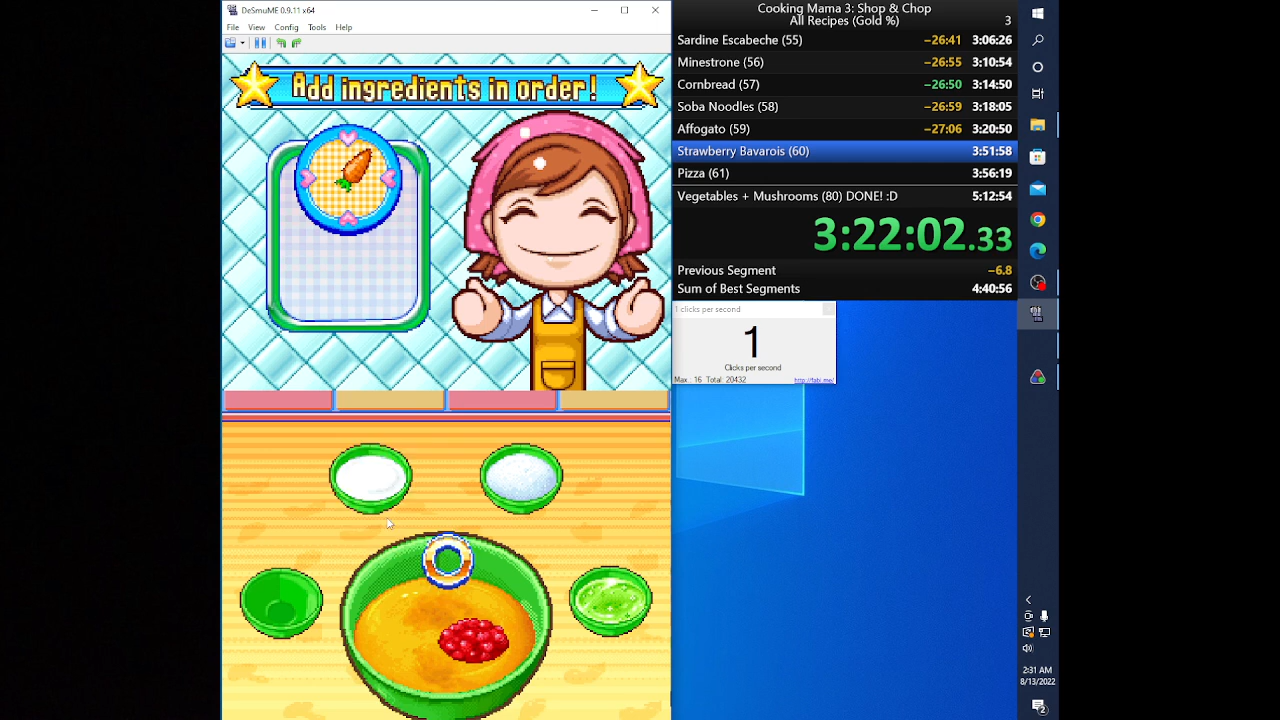 DeSmuME 0.9.11 x64
File View Config Tools Help
Add ingredients in order!
Cooking Mama 3: Shop & Chop
All Recipes (Gold %)
3
Sardine Escabeche (55) −26:41 3:06:26
Minestrone (56) −26:55 3:10:54
Cornbread (57) −26:50 3:14:50
Soba Noodles (58) −26:59 3:18:05
Affogato (59) −27:06 3:20:50
Strawberry Bavarois (60) 3:51:58
Pizza (61) 3:56:19
Vegetables + Mushrooms (80) DONE! :D 5:12:54
3:22:02.33
Previous Segment −6.8
Sum of Best Segments 4:40:56
1 clicks per second
1
Clicks per second
Max : 16 Total: 20432 http://fabi.me/
2:31 AM
8/13/2022
2